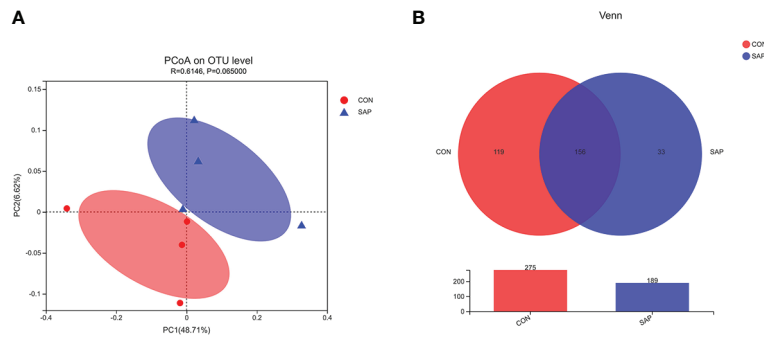 A
PCoA on OTU level
R=0.6146, P=0.065000
CON
SAP
0.15
0.1
0.05
0
-0.05
-0.1
PC2(6.62%)
-0.4
-0.2
0
0.2
0.4
PC1(48.71%)
B
Venn
CON
SAP
CON
119
156
33
SAP
275
189
200
100
0
CON
SAP